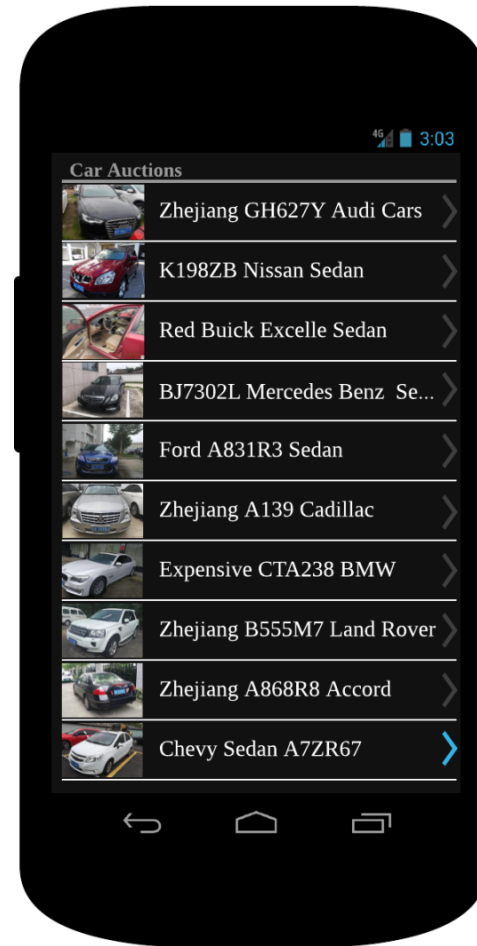 4G 3:03
Car Auctions
Zhejiang GH627Y Audi Cars
K198ZB Nissan Sedan
Red Buick Excelle Sedan
BJ7302L Mercedes Benz  Se...
Ford A831R3 Sedan
Zhejiang A139 Cadillac
Expensive CTA238 BMW
Zhejiang B555M7 Land Rover
Zhejiang A868R8 Accord
Chevy Sedan A7ZR67